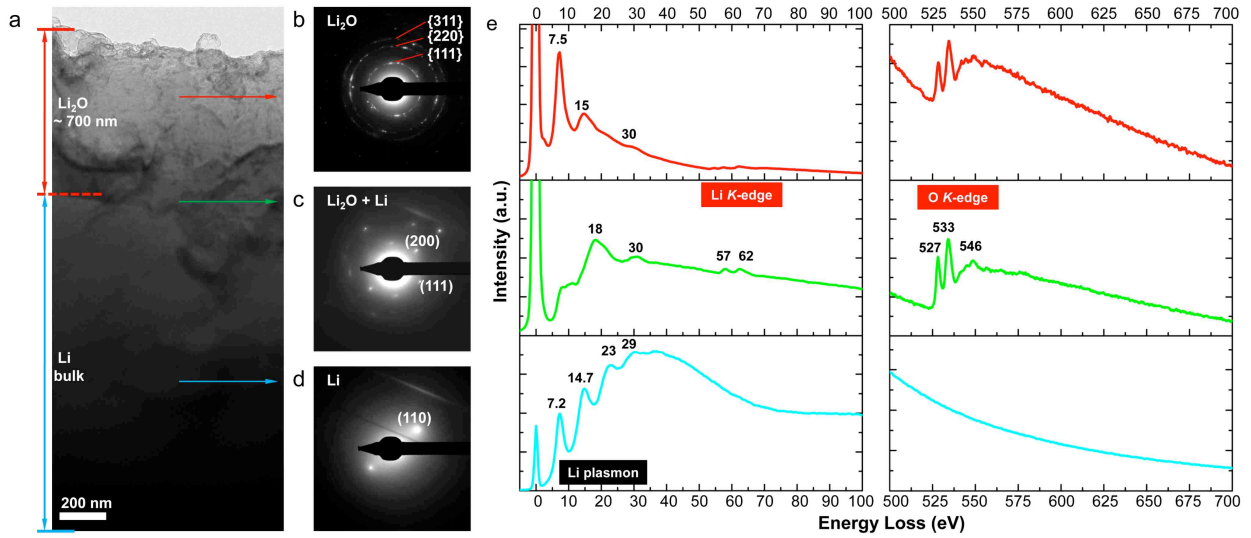 a
Li₂O
~ 700 nm
Li
bulk
200 nm
b
Li₂O
{311}
{220}
{111}
c
Li₂O + Li
(200)
(111)
d
Li
(110)
e
0 10 20 30 40 50 60 70 80 90 100
500 525 550 575 600 625 650 675 700
7.5
15
30
Li K-edge
18
30
57
62
O K-edge
533
527
546
7.2
14.7
23
29
Li plasmon
Intensity (a.u.)
0 10 20 30 40 50 60 70 80 90 100
500 525 550 575 600 625 650 675 700
Energy Loss (eV)